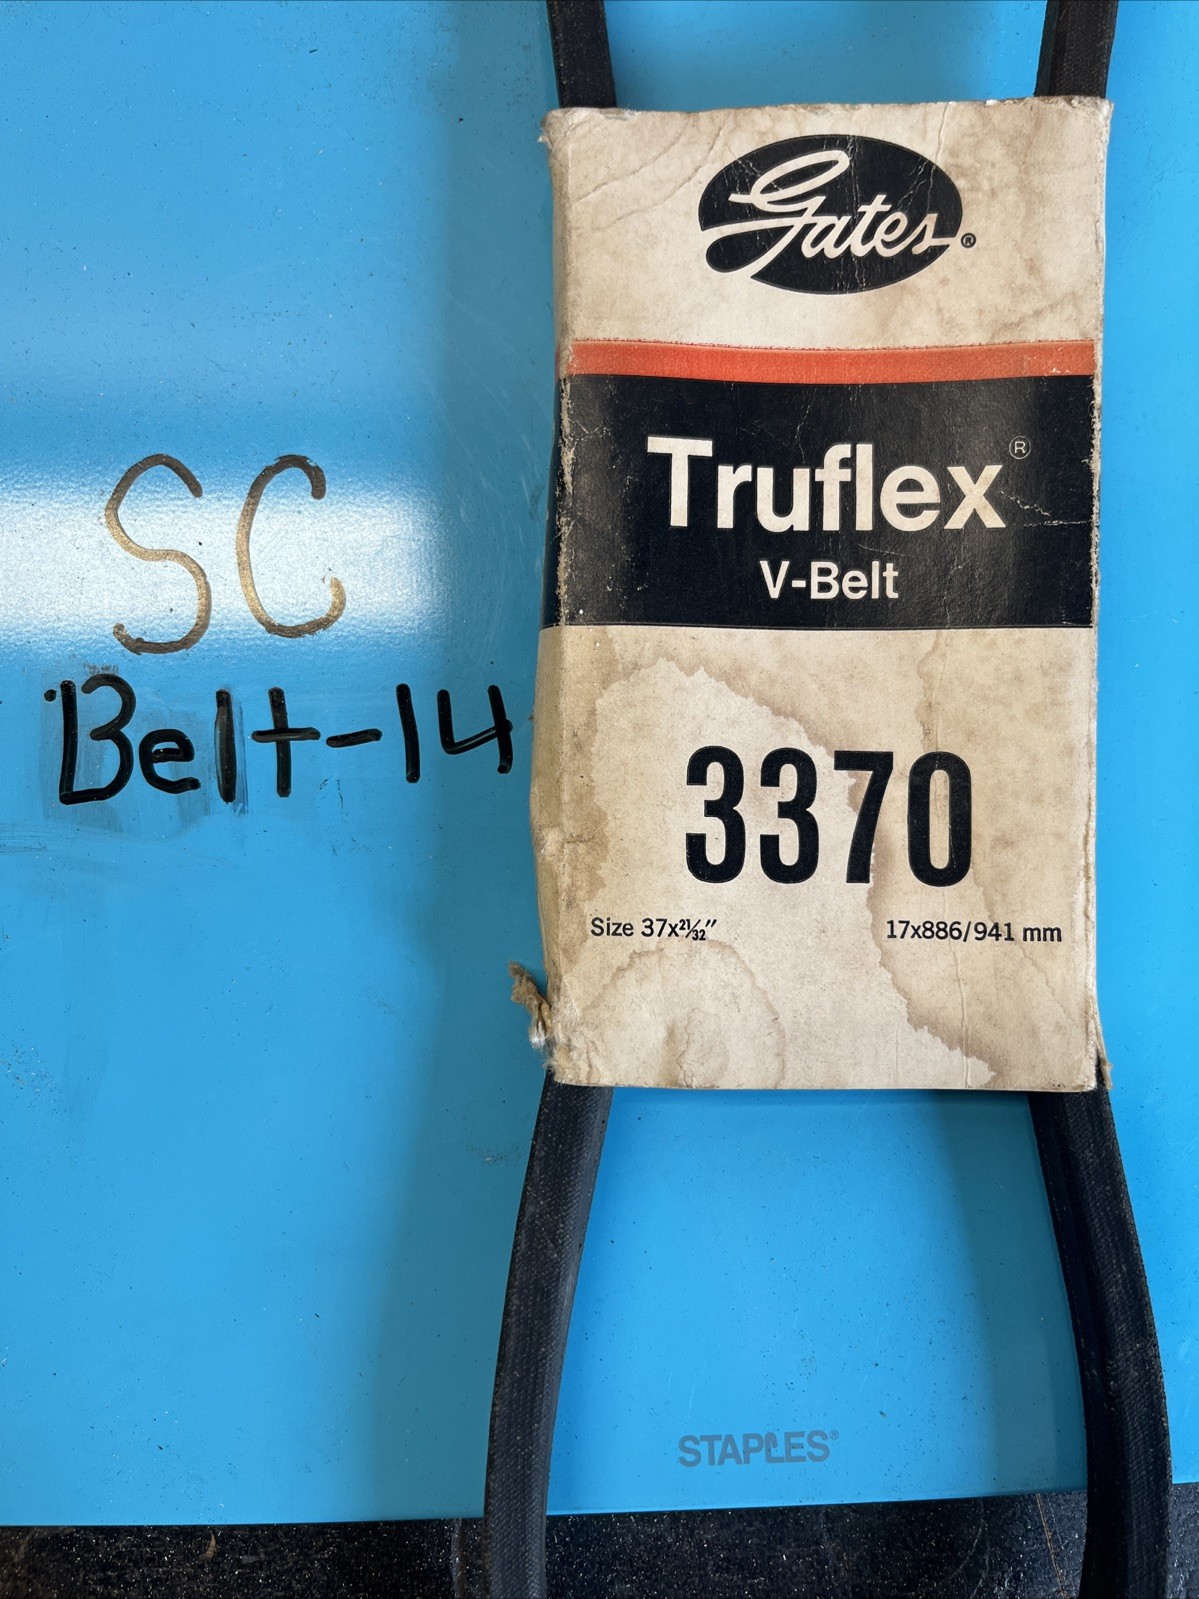 Gates®
Truflex®
V-Belt
SC
Belt-14
3370
Size 37x21/32" 17x886/941 mm
STAPLES®